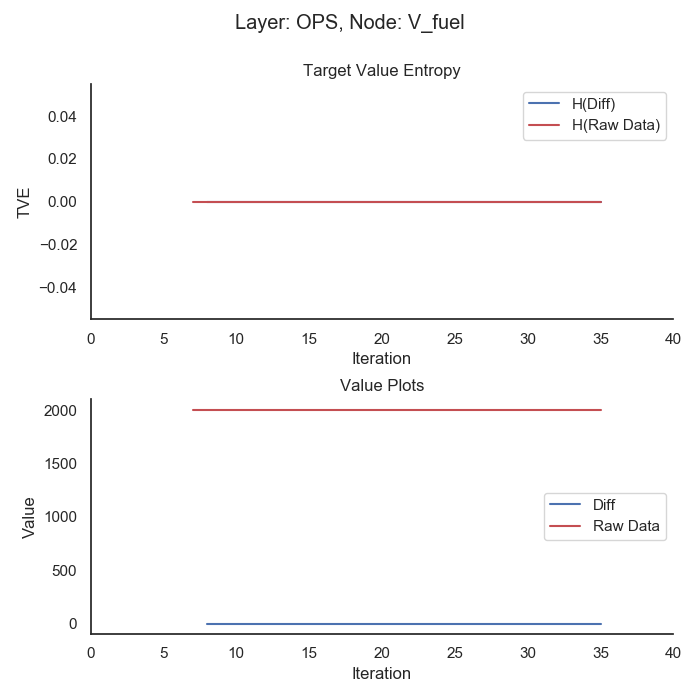 Layer: OPS, Node: V_fuel
Target Value Entropy
H(Diff)
H(Raw Data)
0.04
0.02
0.00
−0.02
−0.04
TVE
0 5 10 15 20 25 30 35 40
Iteration
Value Plots
2000
1500
1000
500
0
Value
Diff
Raw Data
0 5 10 15 20 25 30 35 40
Iteration